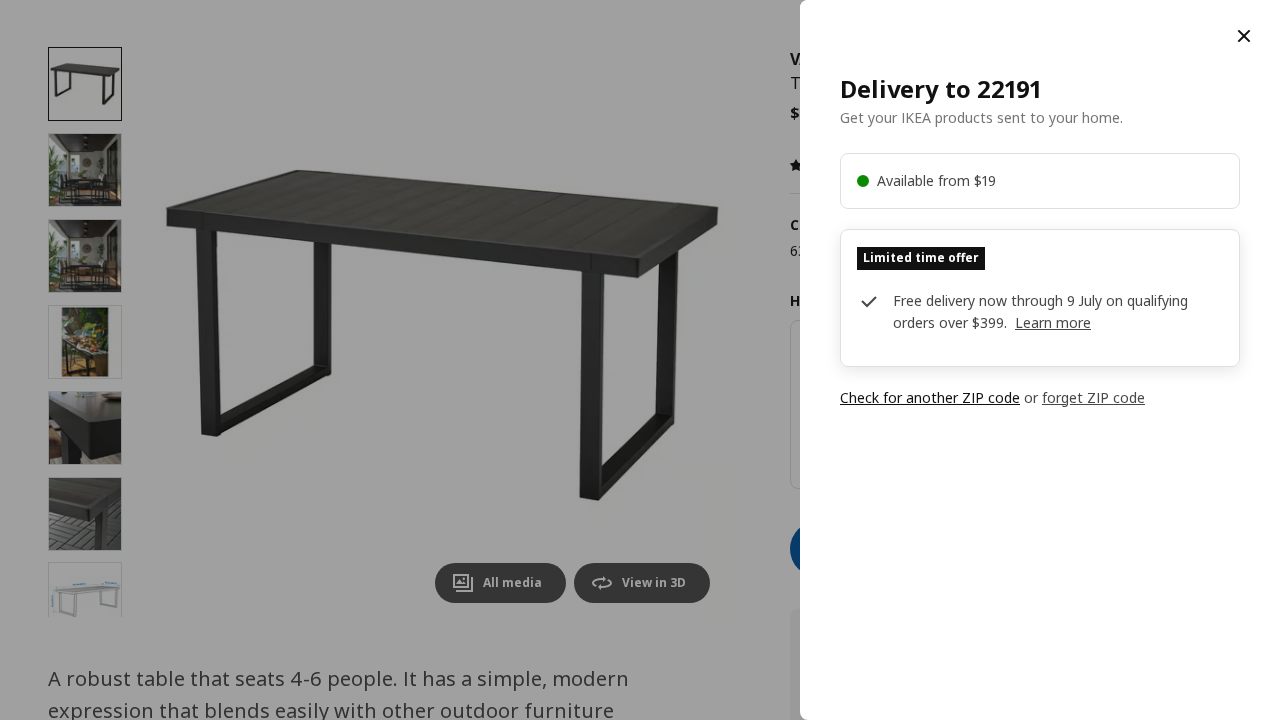 Delivery to 22191
Get your IKEA products sent to your home.
Available from $19
Limited time offer
Free delivery now through 9 July on qualifying
orders over $399. Learn more
Check for another ZIP code or forget ZIP code
All media
View in 3D
A robust table that seats 4-6 people. It has a simple, modern
expression that blends easily with other outdoor furniture